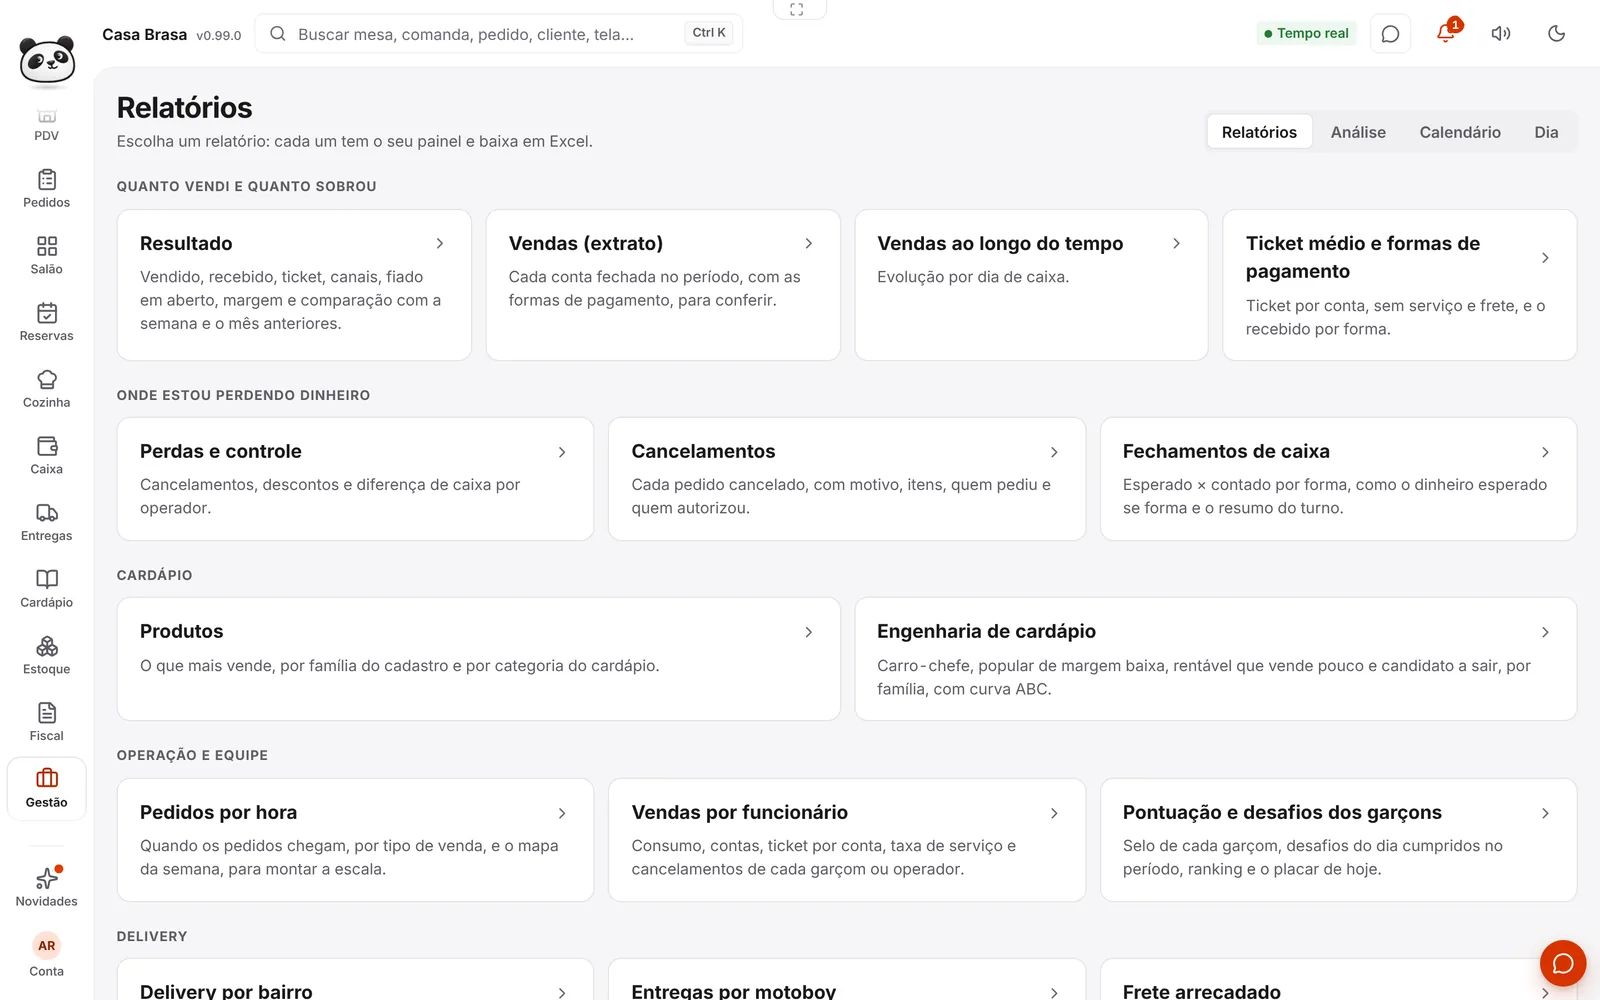 Casa Brasa v0.99.0
Buscar mesa, comanda, pedido, cliente, tela...
Ctrl K
Tempo real
1
PDV
Pedidos
Salão
Reservas
Cozinha
Caixa
Entregas
Cardápio
Estoque
Fiscal
Gestão
Novidades
AR
Conta
Relatórios
Escolha um relatório: cada um tem o seu painel e baixa em Excel.
Relatórios Análise Calendário Dia
QUANTO VENDI E QUANTO SOBROU
Resultado
Vendido, recebido, ticket, canais, fiado
em aberto, margem e comparação com a
semana e o mês anteriores.
Vendas (extrato)
Cada conta fechada no período, com as
formas de pagamento, para conferir.
Vendas ao longo do tempo
Evolução por dia de caixa.
Ticket médio e formas de
pagamento
Ticket por conta, sem serviço e frete, e o
recebido por forma.
ONDE ESTOU PERDENDO DINHEIRO
Perdas e controle
Cancelamentos, descontos e diferença de caixa por
operador.
Cancelamentos
Cada pedido cancelado, com motivo, itens, quem pediu e
quem autorizou.
Fechamentos de caixa
Esperado × contado por forma, como o dinheiro esperado
se forma e o resumo do turno.
CARDÁPIO
Produtos
O que mais vende, por família do cadastro e por categoria do cardápio.
Engenharia de cardápio
Carro-chefe, popular de margem baixa, rentável que vende pouco e candidato a sair, por
família, com curva ABC.
OPERAÇÃO E EQUIPE
Pedidos por hora
Quando os pedidos chegam, por tipo de venda, e o mapa
da semana, para montar a escala.
Vendas por funcionário
Consumo, contas, ticket por conta, taxa de serviço e
cancelamentos de cada garçom ou operador.
Pontuação e desafios dos garçons
Selo de cada garçom, desafios do dia cumpridos no
período, ranking e o placar de hoje.
DELIVERY
Delivery por bairro
Entregas por motoboy
Frete arrecadado